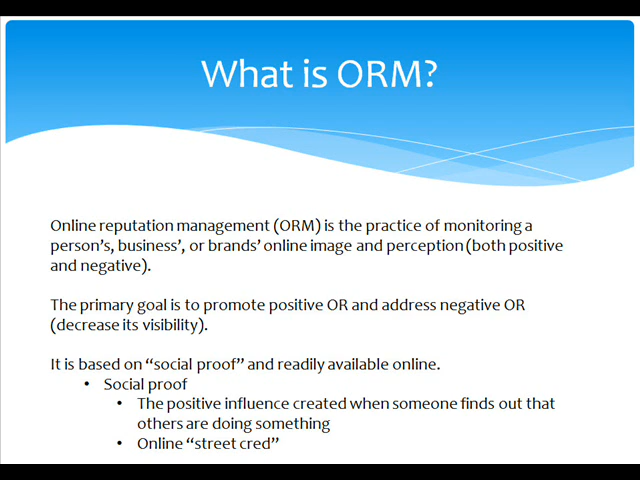 What is ORM?
Online reputation management (ORM) is the practice of monitoring a
person's, business', or brands' online image and perception (both positive
and negative).
The primary goal is to promote positive OR and address negative OR
(decrease its visibility).
It is based on “social proof” and readily available online.
• Social proof
• The positive influence created when someone finds out that
others are doing something
• Online “street cred”